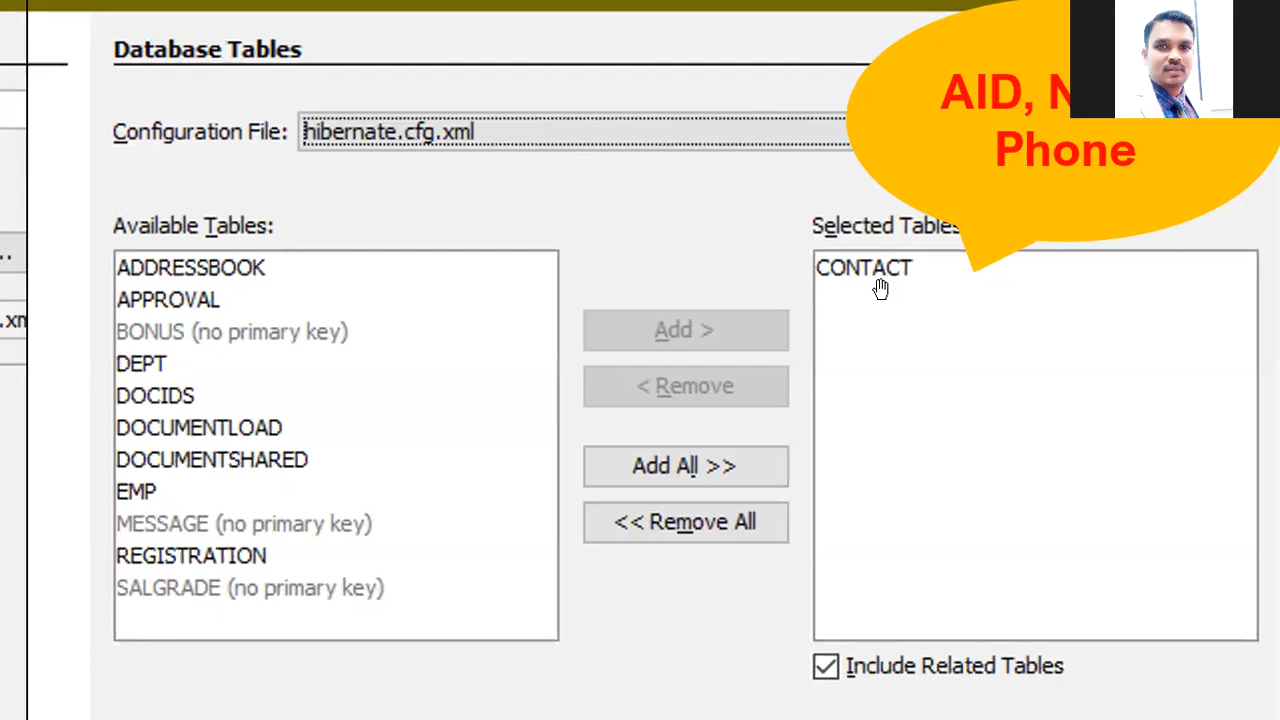 Database Tables
Configuration File: hibernate.cfg.xml
AID,
Phone
Available Tables:
ADDRESSBOOK
APPROVAL
BONUS (no primary key)
DEPT
DOCIDS
DOCUMENTLOAD
DOCUMENTSHARED
EMP
MESSAGE (no primary key)
REGISTRATION
SALGRADE (no primary key)
Add >
< Remove
Add All >>
<< Remove All
Selected Tables
CONTACT
Include Related Tables
..
.xm